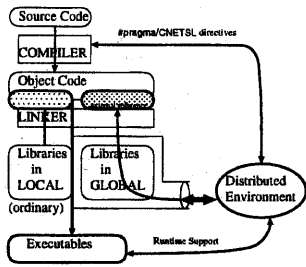 Source Code
#pragma/CNETSL directives
COMPILER
Object Code
LINKER
Libraries
in
LOCAL
(ordinary)
Libraries
in
GLOBAL
Distributed
Environment
Executables
Runtime Support